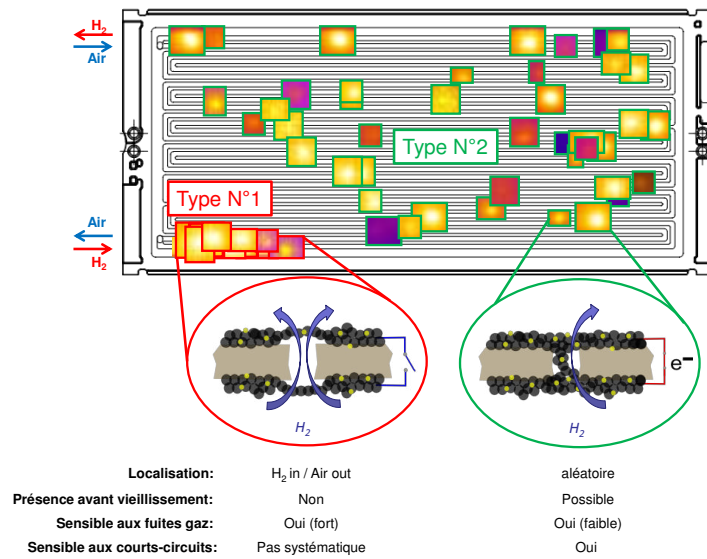 H2
Air
Type N°2
Type N°1
Air
H2
H2
H2
e-
Localisation: H2 in / Air out aléatoire
Présence avant vieillissement: Non Possible
Sensible aux fuites gaz: Oui (fort) Oui (faible)
Sensible aux courts-circuits: Pas systématique Oui